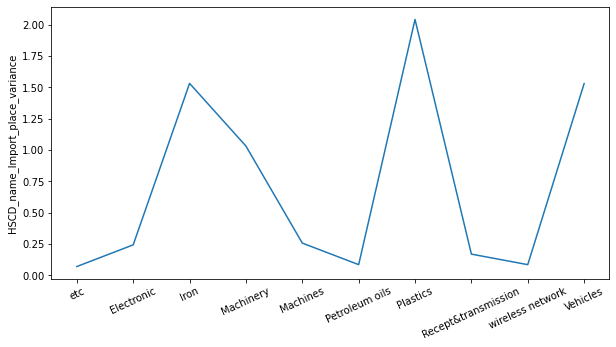 HSCD_name_Import_place_variance
2.00
1.75
1.50
1.25
1.00
0.75
0.50
0.25
0.00
etc
Electronic
Iron
Machinery
Machines
Petroleum oils
Plastics
Recept&transmission
wireless network
Vehicles